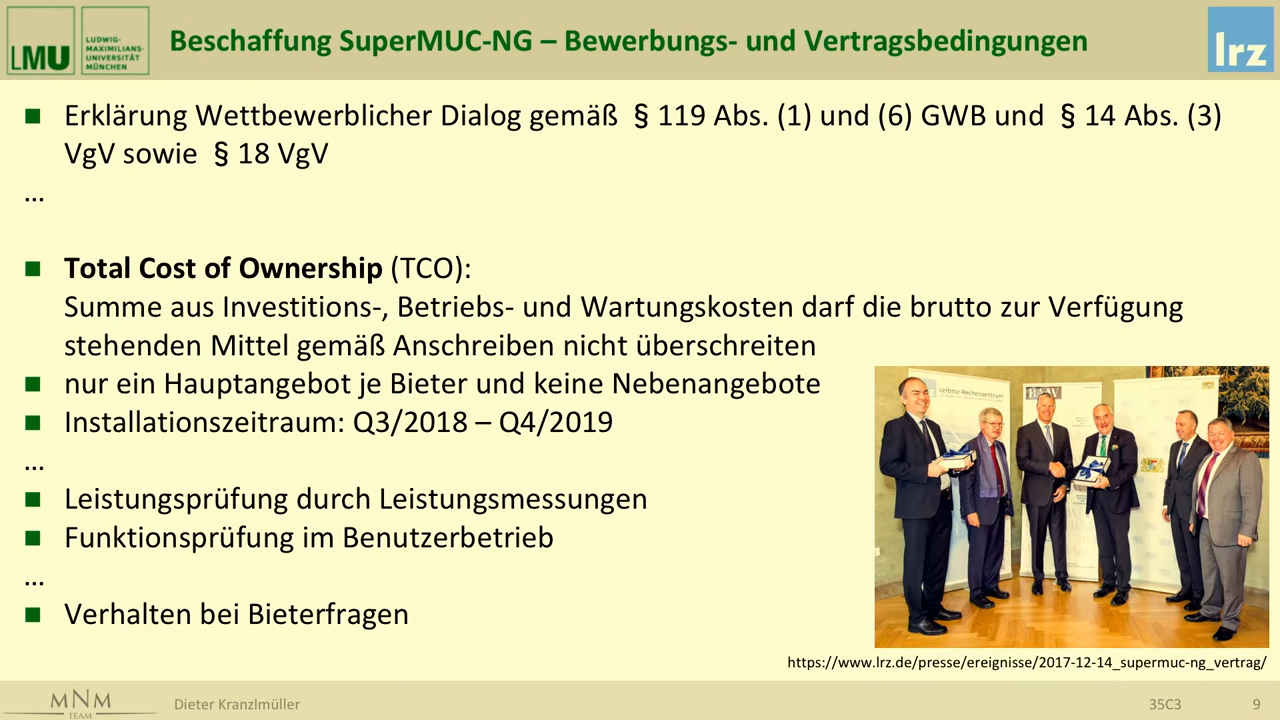 LMU
LUDWIG-
MAXIMILIANS-
UNIVERSITÄT
MÜNCHEN
Beschaffung SuperMUC-NG – Bewerbungs- und Vertragsbedingungen
lrz
■ Erklärung Wettbewerblicher Dialog gemäß § 119 Abs. (1) und (6) GWB und § 14 Abs. (3)
VgV sowie § 18 VgV
…
■ Total Cost of Ownership (TCO):
Summe aus Investitions-, Betriebs- und Wartungskosten darf die brutto zur Verfügung
stehenden Mittel gemäß Anschreiben nicht überschreiten
■ nur ein Hauptangebot je Bieter und keine Nebenangebote
■ Installationszeitraum: Q3/2018 – Q4/2019
…
■ Leistungsprüfung durch Leistungsmessungen
■ Funktionsprüfung im Benutzerbetrieb
…
■ Verhalten bei Bieterfragen
Leibniz-Rechenzentrum
https://www.lrz.de/presse/ereignisse/2017-12-14_supermuc-ng_vertrag/
MNM
TEAM
Dieter Kranzlmüller
35C3
9